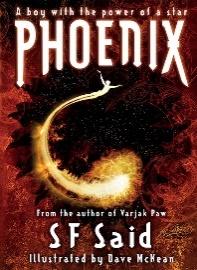 A boy with the power of a star
PHOENIX
From the author of Varjak Paw
SF Said
Illustrated by Dave McKean